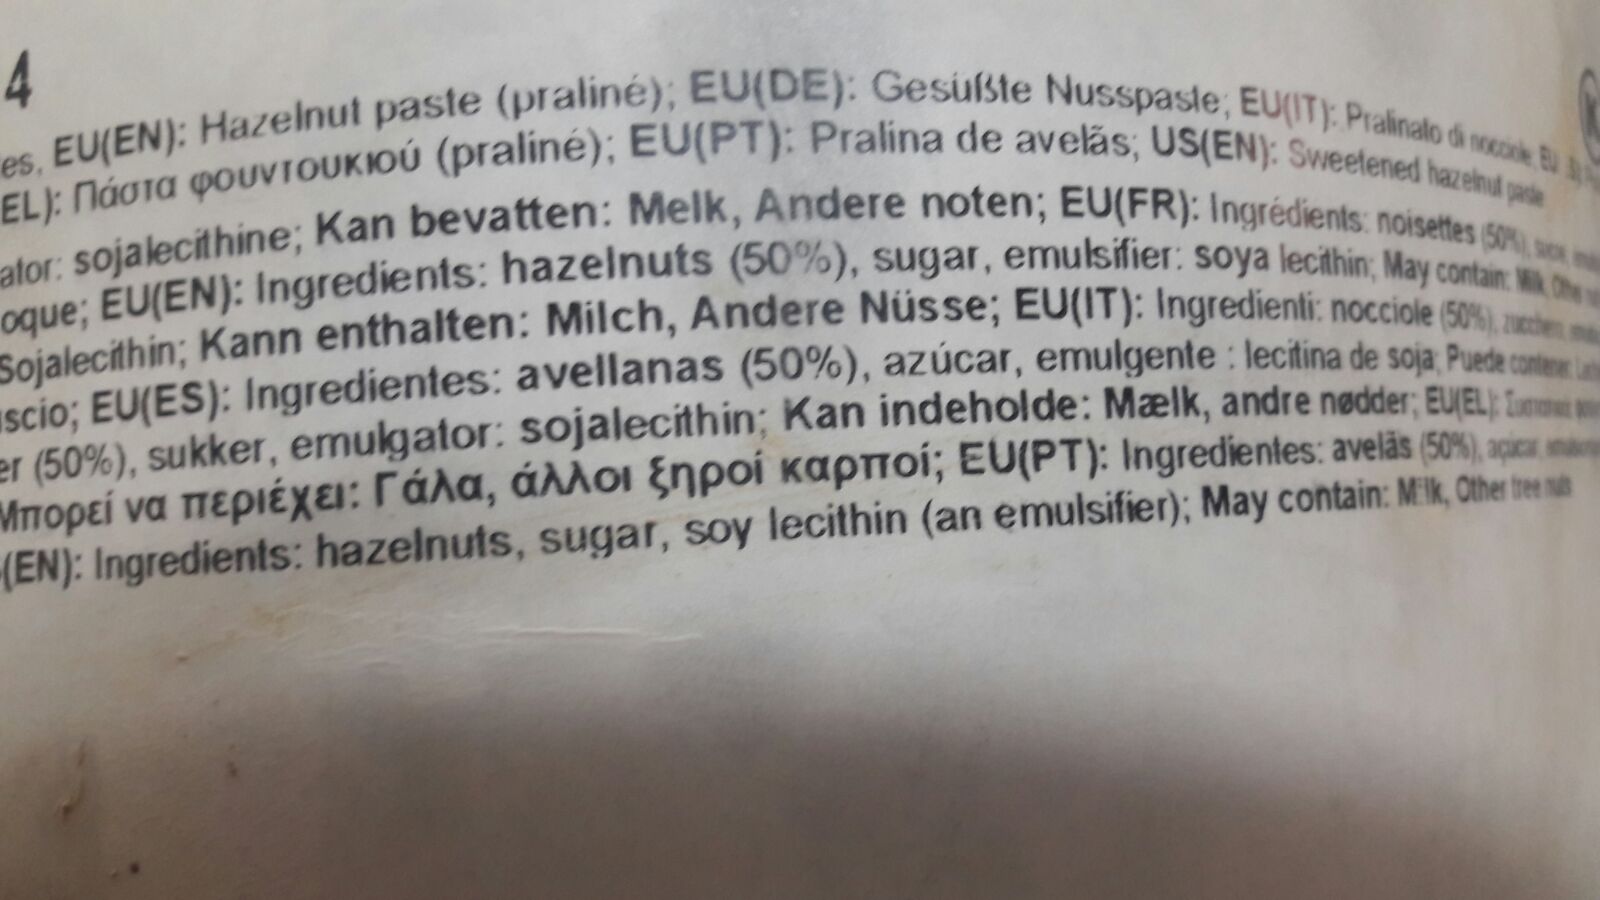 4
es, EU(EN): Hazelnut paste (praliné); EU(DE): Gesüßte Nusspaste; EU(IT): Pralinato di nocciole; EU
EL): Πάστα φουντουκιού (praliné); EU(PT): Pralina de avelãs; US(EN): Sweetened hazelnut paste
ator: sojalecithine; Kan bevatten: Melk, Andere noten; EU(FR): Ingrédients: noisettes (50%), sucre,
oque; EU(EN): Ingredients: hazelnuts (50%), sugar, emulsifier: soya lecithin; May contain: Milk, Other
Sojalecithin; Kann enthalten: Milch, Andere Nüsse; EU(IT): Ingredienti: nocciole (50%), zucchero,
scio; EU(ES): Ingredientes: avellanas (50%), azúcar, emulgente : lecitina de soja; Puede contener:
er (50%), sukker, emulgator: sojalecithin; Kan indeholde: Mælk, andre nødder; EU(EL):
Μπορεί να περιέχει: Γάλα, άλλοι ξηροί καρποί; EU(PT): Ingredientes: avelãs (50%), açúcar,
(EN): Ingredients: hazelnuts, sugar, soy lecithin (an emulsifier); May contain: Milk, Other tree nuts